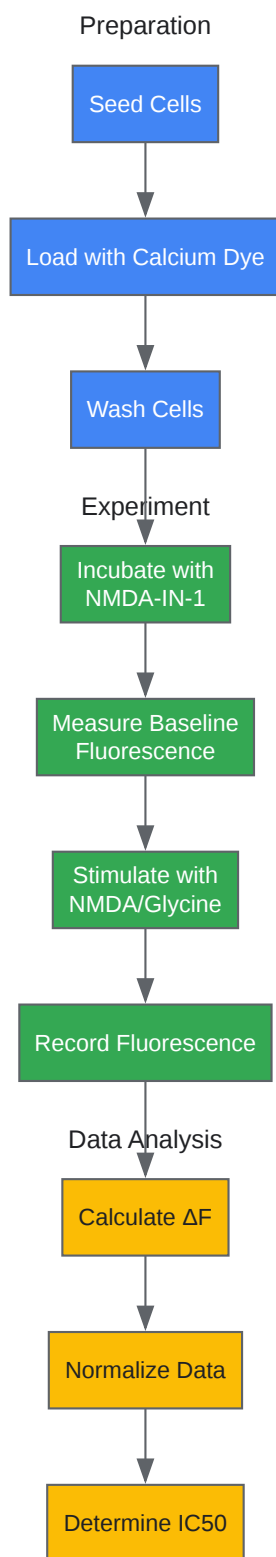 Preparation
Seed Cells
Load with Calcium Dye
Wash Cells
Experiment
Incubate with
NMDA-IN-1
Measure Baseline
Fluorescence
Stimulate with
NMDA/Glycine
Record Fluorescence
Data Analysis
Calculate ΔF
Normalize Data
Determine IC50